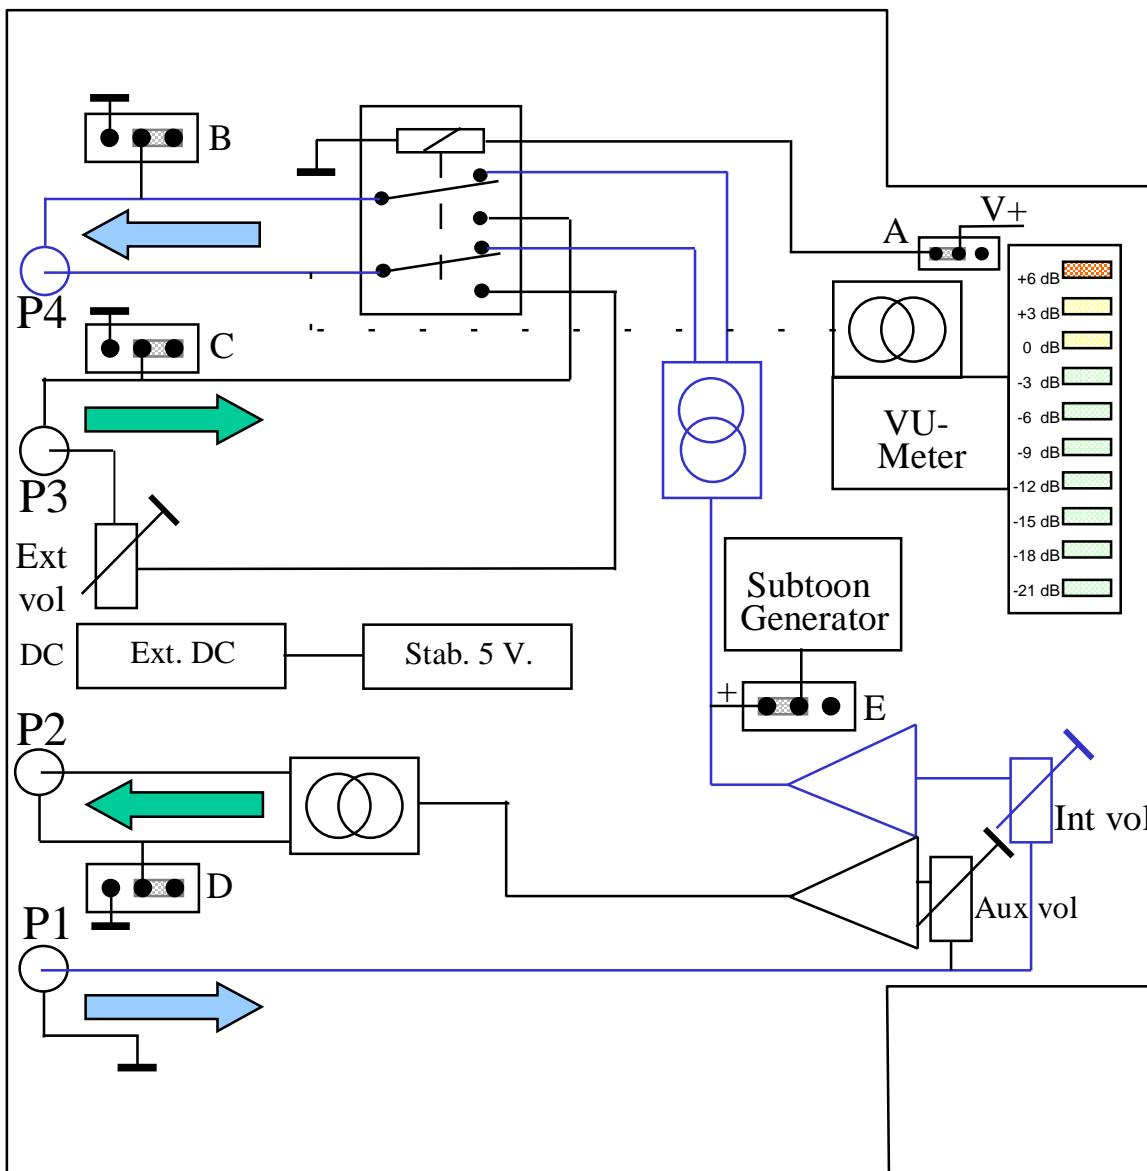 B
V+
A
P4
+6 dB
+3 dB
0 dB
-3 dB
-6 dB
-9 dB
-12 dB
-15 dB
-18 dB
-21 dB
C
VU-
Meter
P3
Ext
vol
Subtoon
Generator
DC
Ext. DC
Stab. 5 V.
+
E
P2
Int vol
D
Aux vol
P1